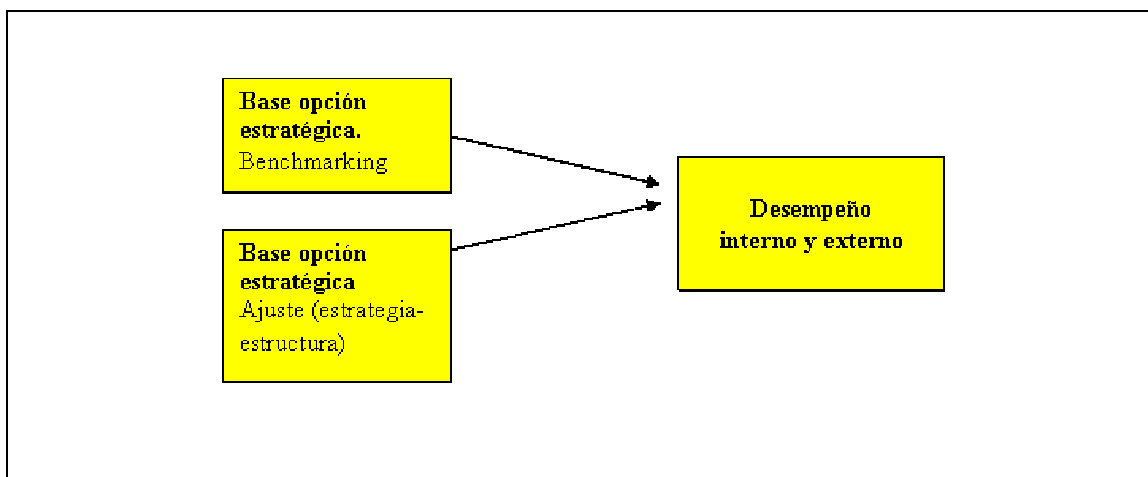 Base opción
estratégica.
Benchmarking
Base opción
estratégica
Ajuste (estrategia-
estructura)
Desempeño
interno y externo